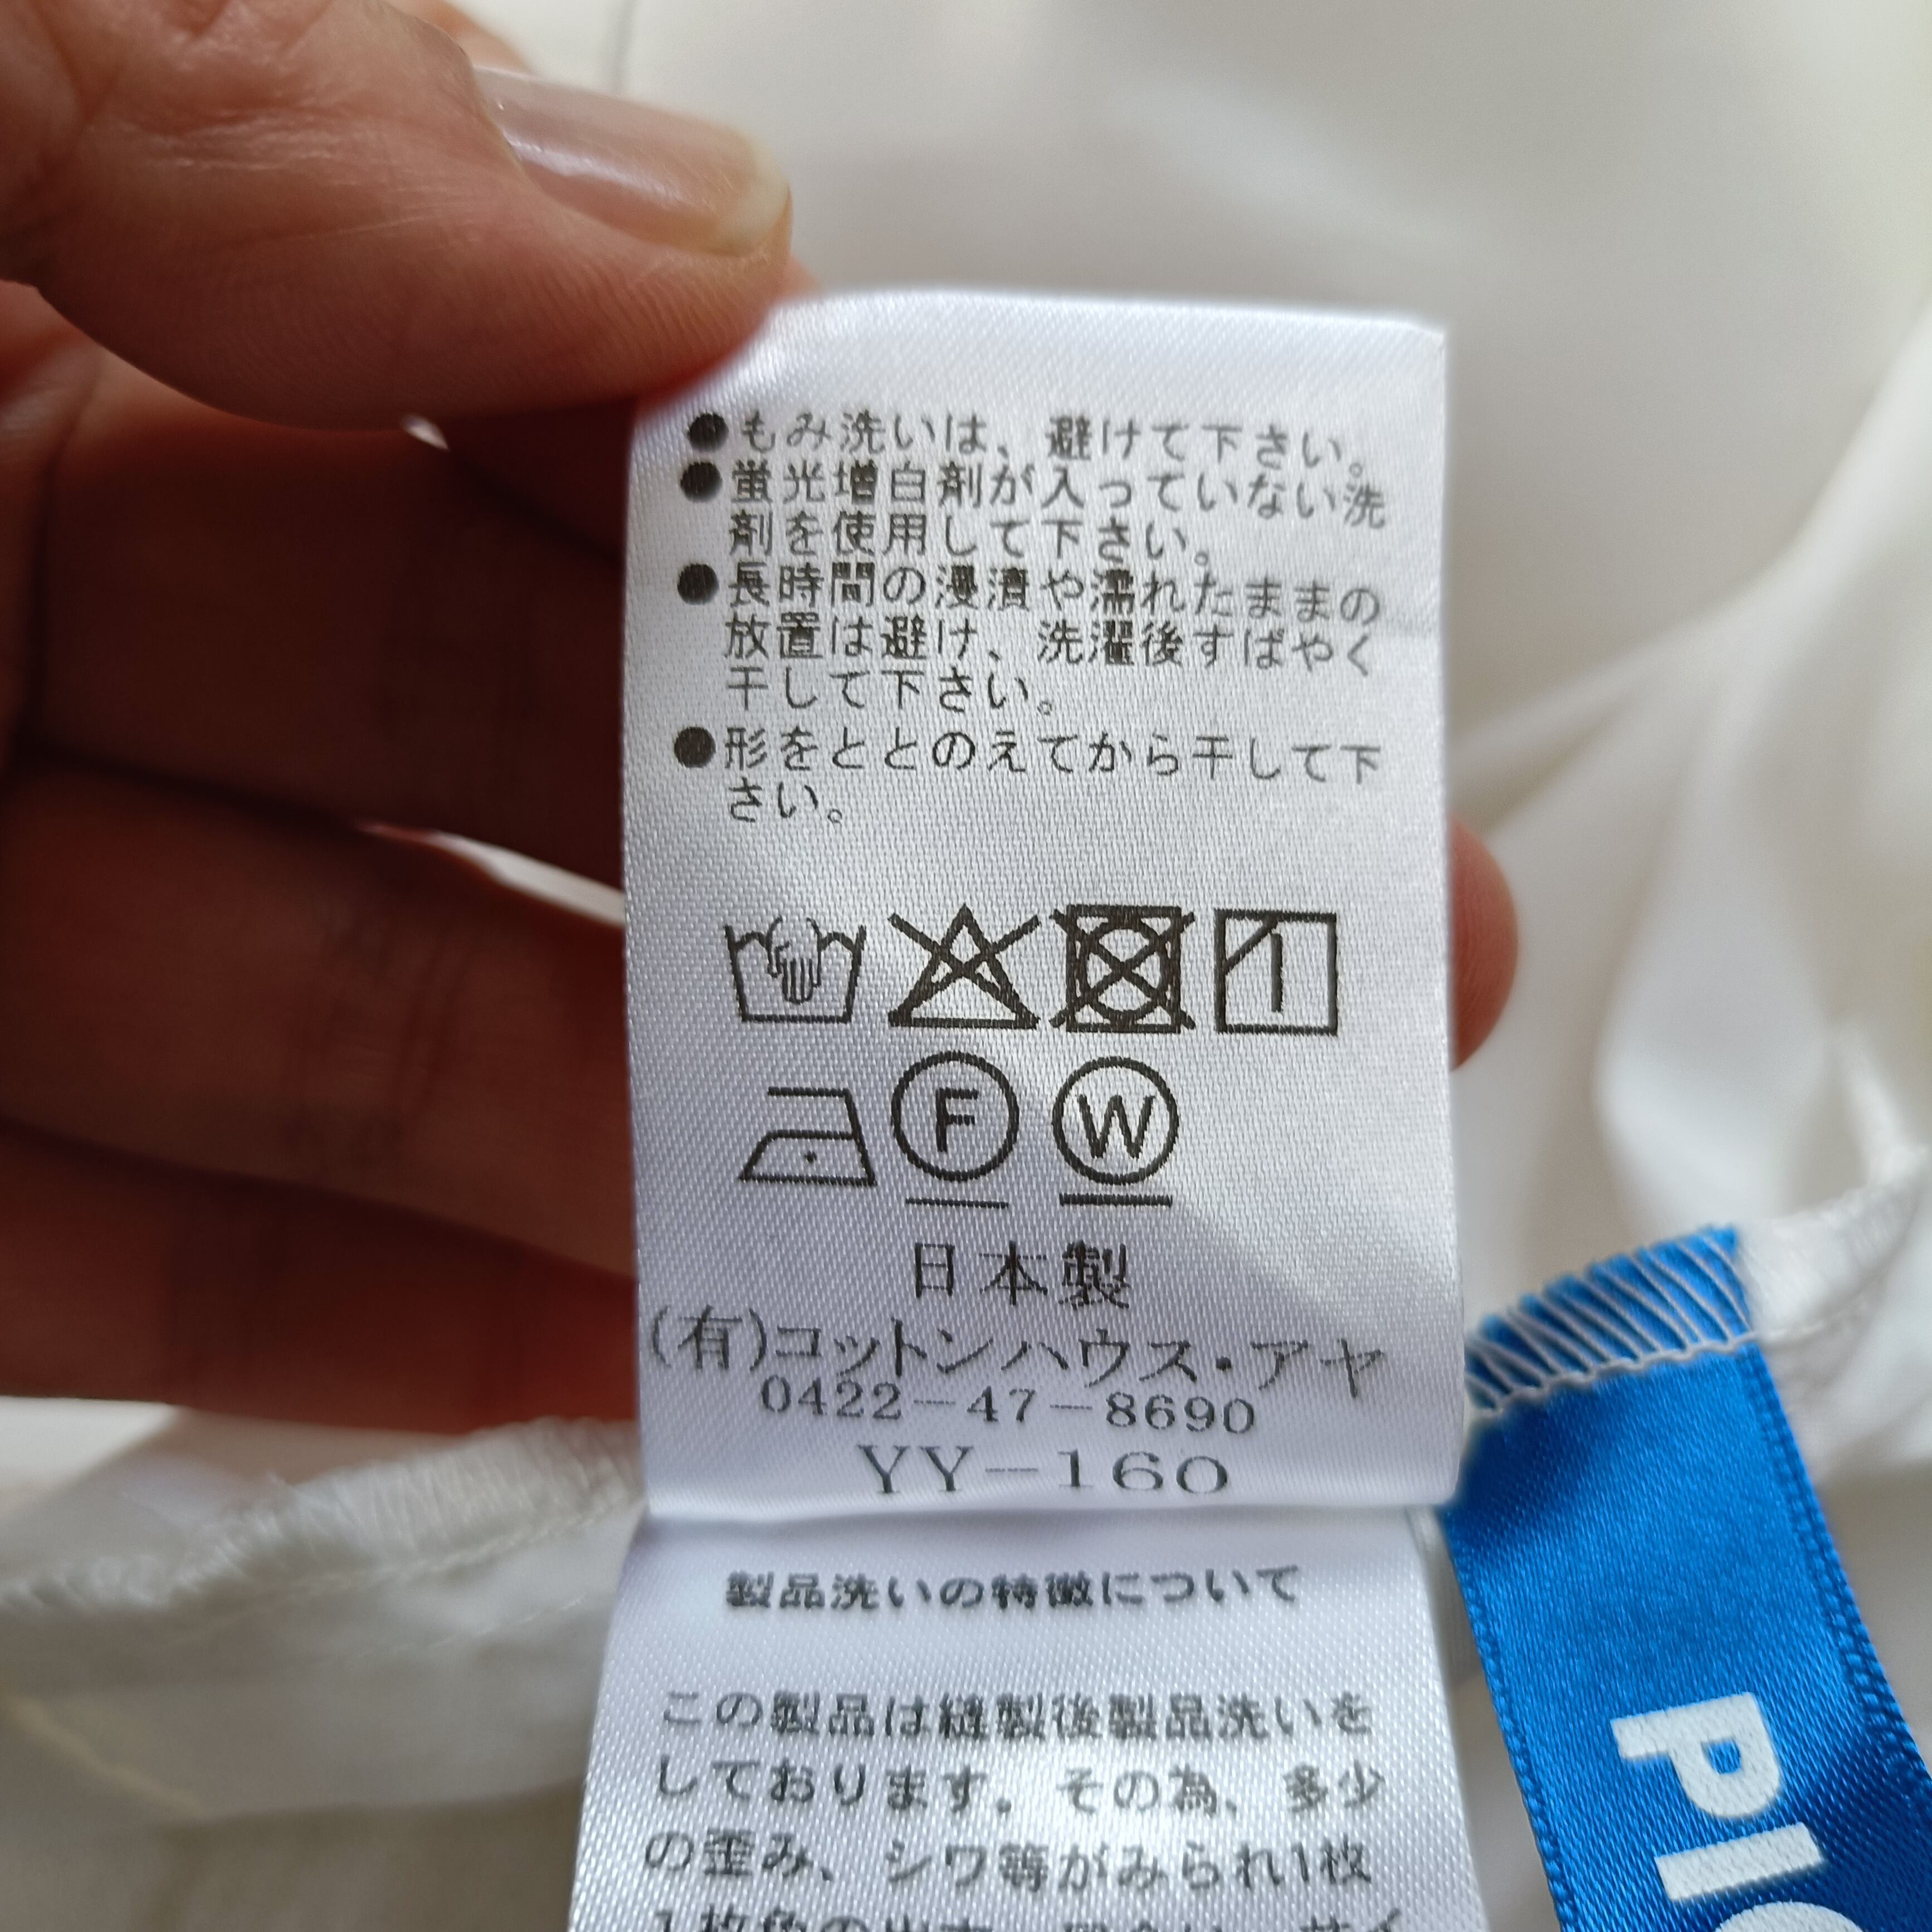 ●もみ洗いは、避けて下さい。
●蛍光増白剤が入っていない洗
剤を使用して下さい。
●長時間の浸漬や濡れたままの
放置は避け、洗濯後すばやく
干して下さい。
●形をととのえてから干して下
さい。
F W
日本製
(有)コットンハウス・アヤ
0422-47-8690
YY-160
製品洗いの特徴について
この製品は縫製後製品洗いを
しております。その為、多少
の歪み、シワ等がみられ1枚